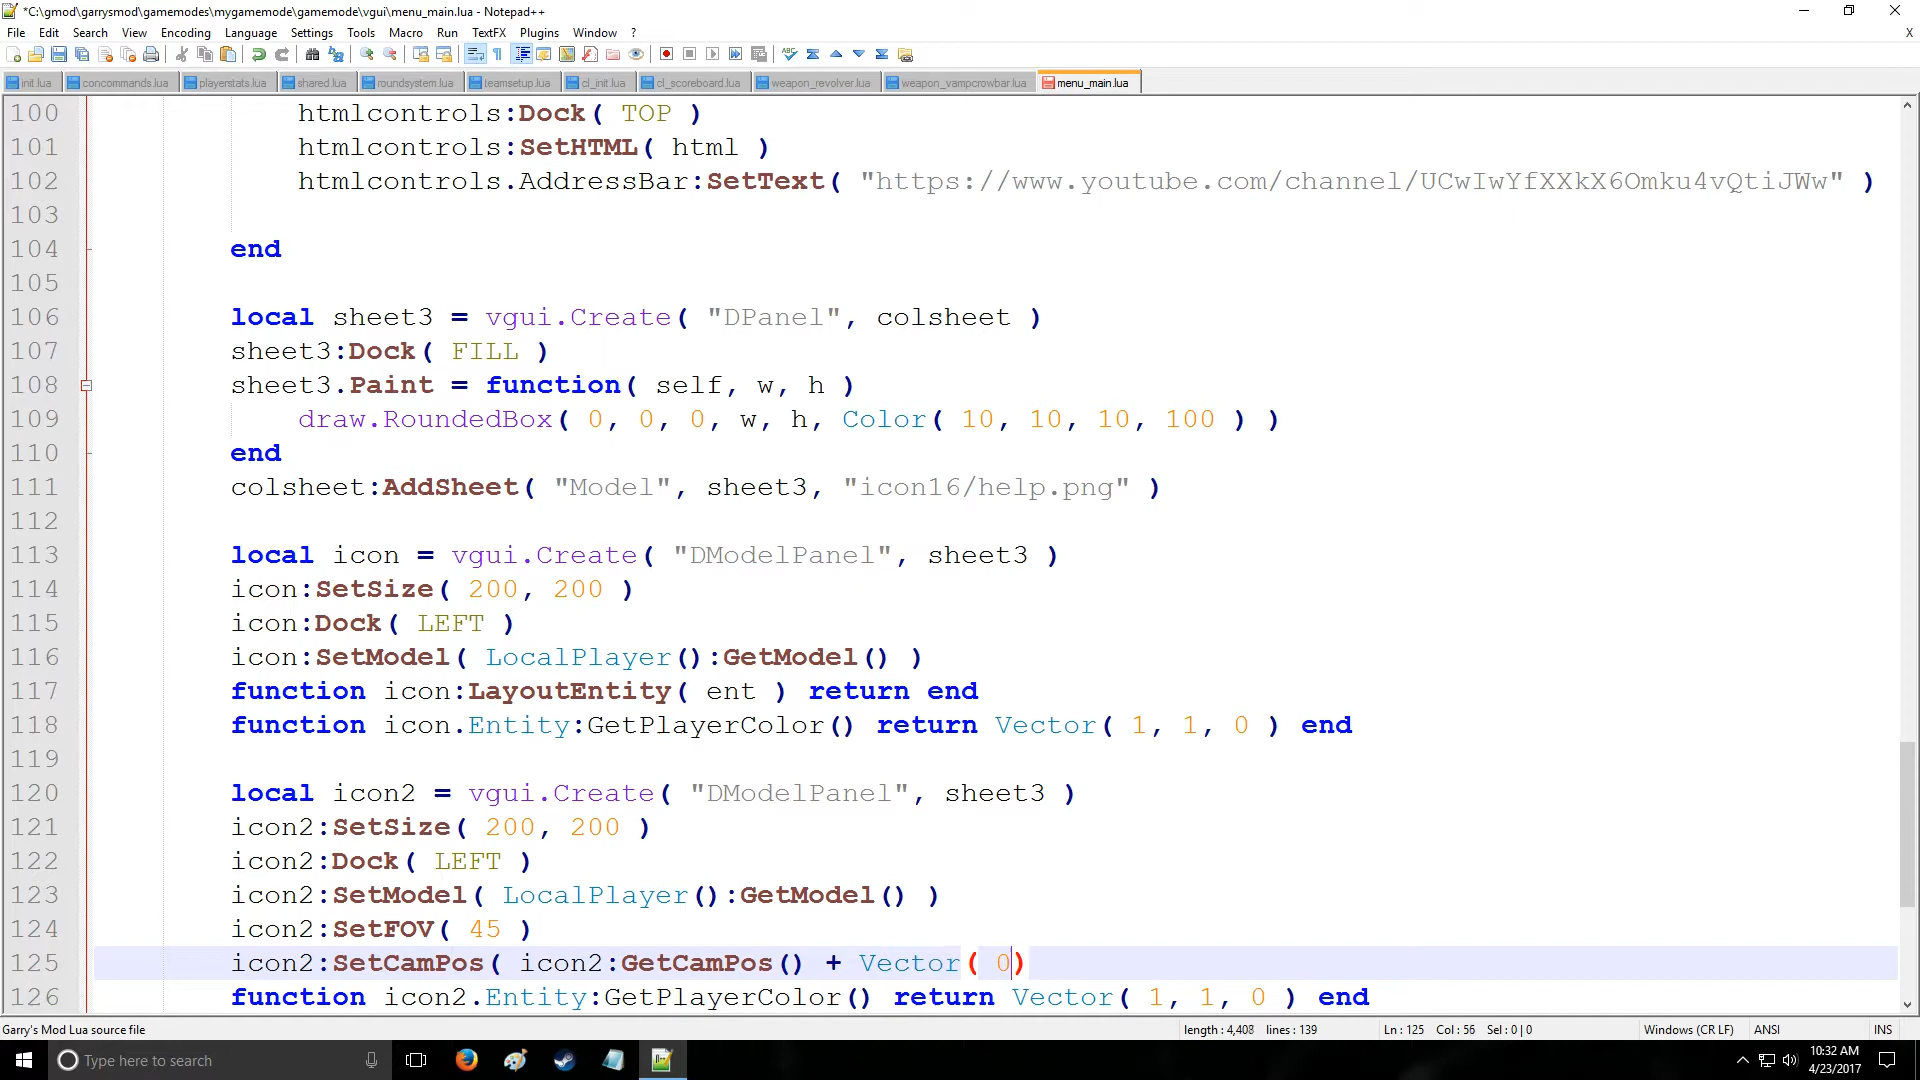 *C:\gmod\garrysmod\gamemodes\mygamemode\gamemode\vgui\menu_main.lua - Notepad++
File Edit Search View Encoding Language Settings Tools Macro Run TextFX Plugins Window ? X
init.lua concommands.lua playerstats.lua shared.lua roundsystem.lua teamsetup.lua cl_init.lua cl_scoreboard.lua weapon_revolver.lua weapon_vampcrowbar.lua menu_main.lua
100 htmlcontrols:Dock( TOP )
101 htmlcontrols:SetHTML( html )
102 htmlcontrols.AddressBar:SetText( "https://www.youtube.com/channel/UCwIwYfXXkX6Omku4vQtiJWw" )
103
104 end
105
106 local sheet3 = vgui.Create( "DPanel", colsheet )
107 sheet3:Dock( FILL )
108 sheet3.Paint = function( self, w, h )
109 draw.RoundedBox( 0, 0, 0, w, h, Color( 10, 10, 10, 100 ) )
110 end
111 colsheet:AddSheet( "Model", sheet3, "icon16/help.png" )
112
113 local icon = vgui.Create( "DModelPanel", sheet3 )
114 icon:SetSize( 200, 200 )
115 icon:Dock( LEFT )
116 icon:SetModel( LocalPlayer():GetModel() )
117 function icon:LayoutEntity( ent ) return end
118 function icon.Entity:GetPlayerColor() return Vector( 1, 1, 0 ) end
119
120 local icon2 = vgui.Create( "DModelPanel", sheet3 )
121 icon2:SetSize( 200, 200 )
122 icon2:Dock( LEFT )
123 icon2:SetModel( LocalPlayer():GetModel() )
124 icon2:SetFOV( 45 )
125 icon2:SetCamPos( icon2:GetCamPos() + Vector( 0)
126 function icon2.Entity:GetPlayerColor() return Vector( 1, 1, 0 ) end
Garry's Mod Lua source file length : 4,408 lines : 139 Ln : 125 Col : 56 Sel : 0 | 0 Windows (CR LF) ANSI INS
Type here to search
10:32 AM
4/23/2017